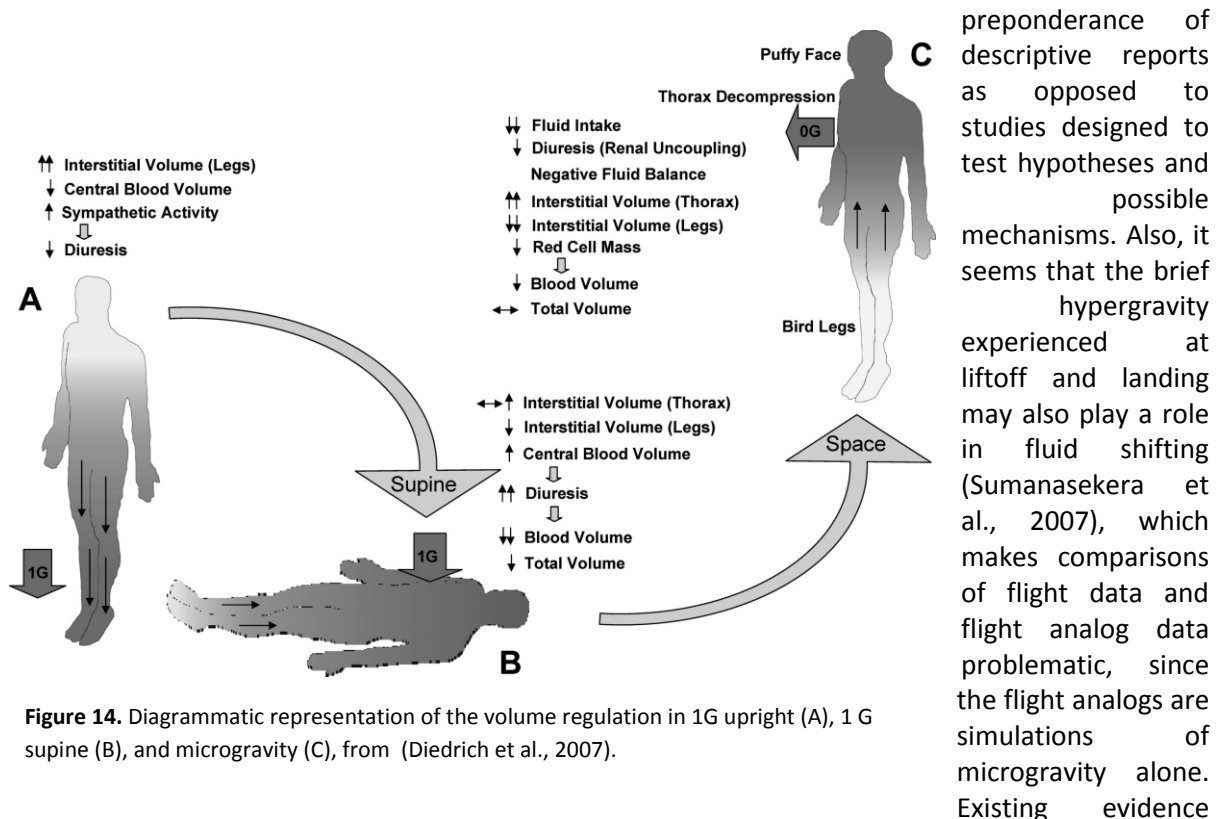 ↑↑ Interstitial Volume (Legs)
↓ Central Blood Volume
↑ Sympathetic Activity
↓ Diuresis
A
1G
Supine
↔↑ Interstitial Volume (Thorax)
↓ Interstitial Volume (Legs)
↑ Central Blood Volume
↑↑ Diuresis
↓↓ Blood Volume
↓ Total Volume
1G
B
Puffy Face
C
Thorax Decompression
0G
↓↓ Fluid Intake
↓ Diuresis (Renal Uncoupling)
Negative Fluid Balance
↑↑ Interstitial Volume (Thorax)
↓↓ Interstitial Volume (Legs)
↓ Red Cell Mass
↓ Blood Volume
↔ Total Volume
Bird Legs
Space
Figure 14. Diagrammatic representation of the volume regulation in 1G upright (A), 1 G
supine (B), and microgravity (C), from (Diedrich et al., 2007).
preponderance of
descriptive reports
as opposed to
studies designed to
test hypotheses and
possible
mechanisms. Also, it
seems that the brief
hypergravity
experienced at
liftoff and landing
may also play a role
in fluid shifting
(Sumanasekera et
al., 2007), which
makes comparisons
of flight data and
flight analog data
problematic, since
the flight analogs are
simulations of
microgravity alone.
Existing evidence